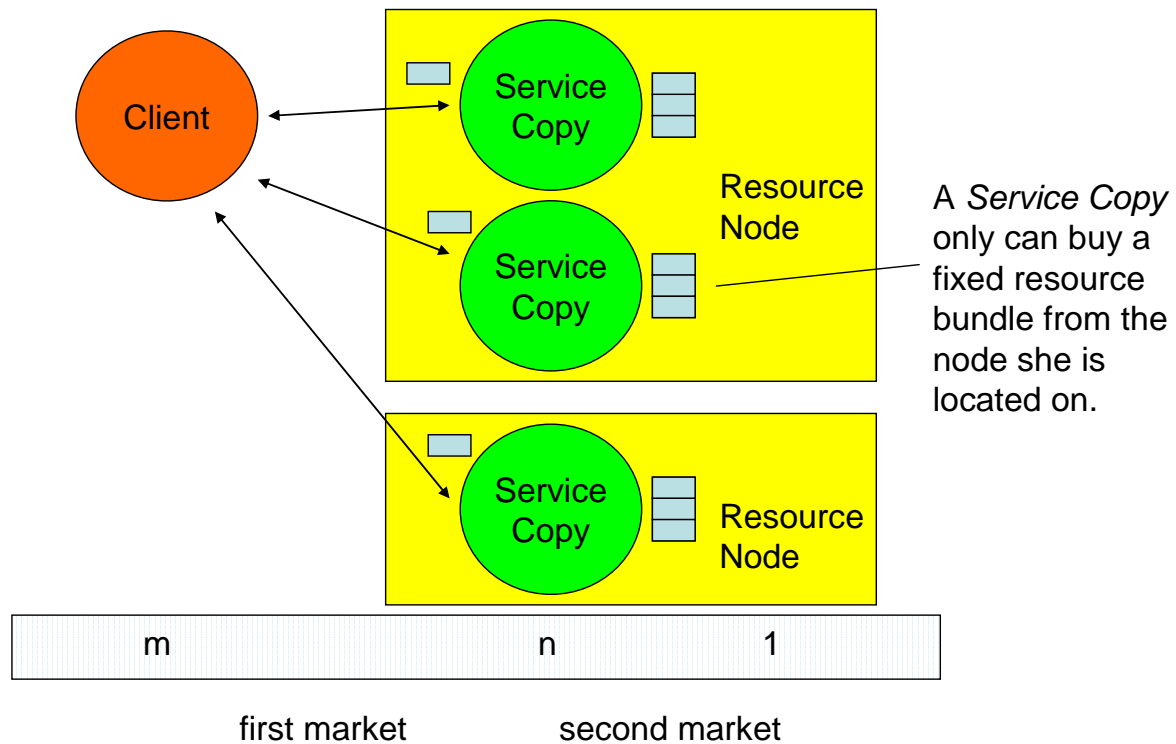 Client
Service
Copy
Resource
Node
Service
Copy
A Service Copy
only can buy a
fixed resource
bundle from the
node she is
located on.
Service
Copy
Resource
Node
m n 1
first market second market